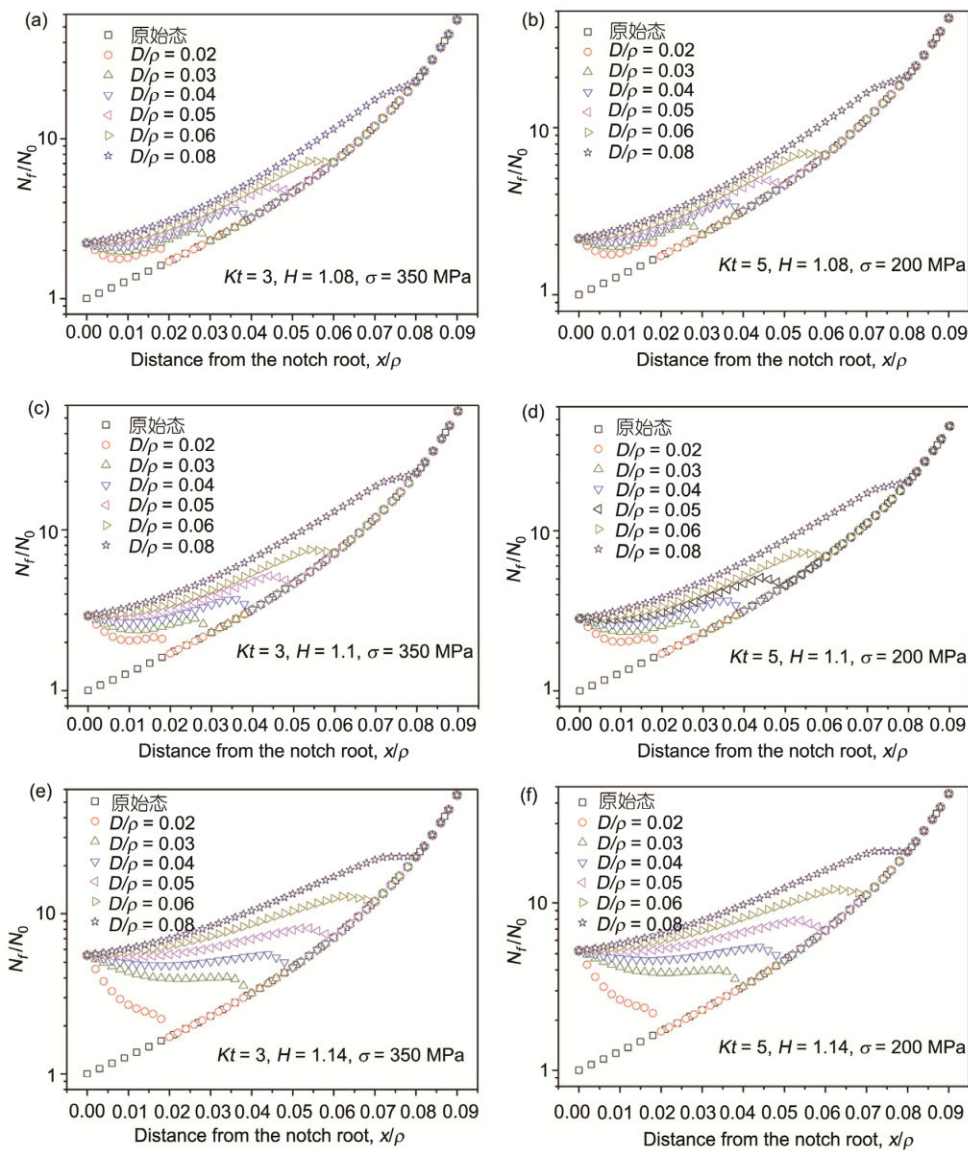 (a)
原始态
D/ρ = 0.02
D/ρ = 0.03
D/ρ = 0.04
D/ρ = 0.05
D/ρ = 0.06
D/ρ = 0.08
10
1
Nf/N0
Kt = 3, H = 1.08, σ = 350 MPa
0.00 0.01 0.02 0.03 0.04 0.05 0.06 0.07 0.08 0.09
Distance from the notch root, x/ρ
(b)
原始态
D/ρ = 0.02
D/ρ = 0.03
D/ρ = 0.04
D/ρ = 0.05
D/ρ = 0.06
D/ρ = 0.08
10
1
Nf/N0
Kt = 5, H = 1.08, σ = 200 MPa
0.00 0.01 0.02 0.03 0.04 0.05 0.06 0.07 0.08 0.09
Distance from the notch root, x/ρ
(c)
原始态
D/ρ = 0.02
D/ρ = 0.03
D/ρ = 0.04
D/ρ = 0.05
D/ρ = 0.06
D/ρ = 0.08
10
1
Nf/N0
Kt = 3, H = 1.1, σ = 350 MPa
0.00 0.01 0.02 0.03 0.04 0.05 0.06 0.07 0.08 0.09
Distance from the notch root, x/ρ
(d)
原始态
D/ρ = 0.02
D/ρ = 0.03
D/ρ = 0.04
D/ρ = 0.05
D/ρ = 0.06
D/ρ = 0.08
10
1
Nf/N0
Kt = 5, H = 1.1, σ = 200 MPa
0.00 0.01 0.02 0.03 0.04 0.05 0.06 0.07 0.08 0.09
Distance from the notch root, x/ρ
(e)
原始态
D/ρ = 0.02
D/ρ = 0.03
D/ρ = 0.04
D/ρ = 0.05
D/ρ = 0.06
D/ρ = 0.08
10
1
Nf/N0
Kt = 3, H = 1.14, σ = 350 MPa
0.00 0.01 0.02 0.03 0.04 0.05 0.06 0.07 0.08 0.09
Distance from the notch root, x/ρ
(f)
原始态
D/ρ = 0.02
D/ρ = 0.03
D/ρ = 0.04
D/ρ = 0.05
D/ρ = 0.06
D/ρ = 0.08
10
1
Nf/N0
Kt = 5, H = 1.14, σ = 200 MPa
0.00 0.01 0.02 0.03 0.04 0.05 0.06 0.07 0.08 0.09
Distance from the notch root, x/ρ